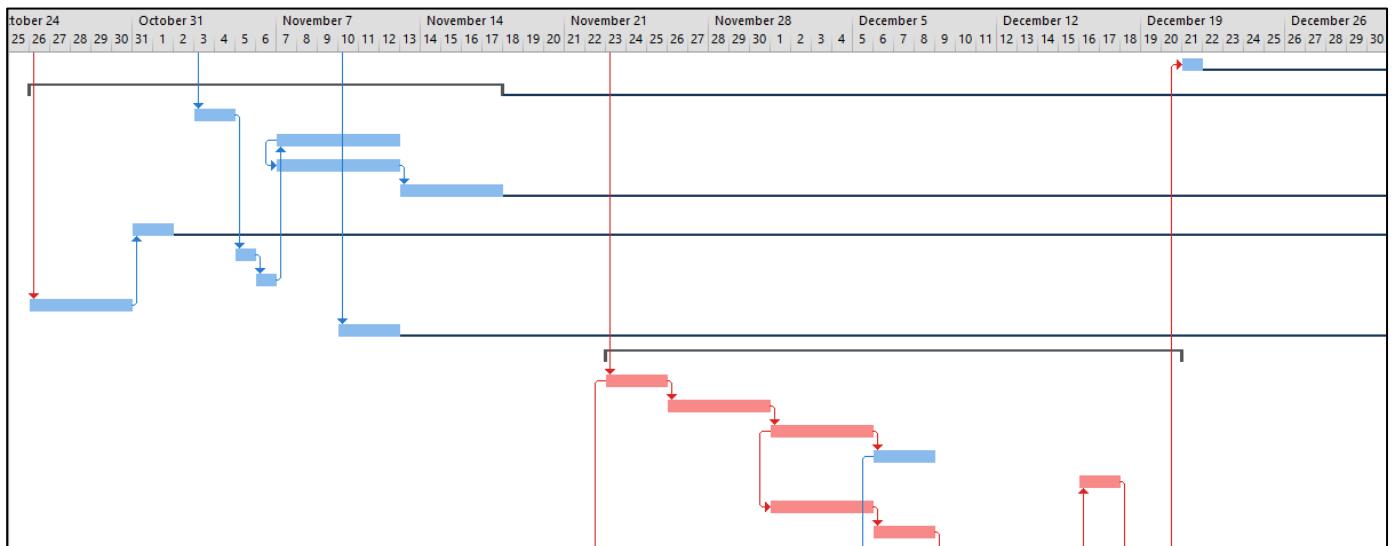 tober 24 October 31 November 7 November 14 November 21 November 28 December 5 December 12 December 19 December 26
25 26 27 28 29 30 31 1 2 3 4 5 6 7 8 9 10 11 12 13 14 15 16 17 18 19 20 21 22 23 24 25 26 27 28 29 30 1 2 3 4 5 6 7 8 9 10 11 12 13 14 15 16 17 18 19 20 21 22 23 24 25 26 27 28 29 30